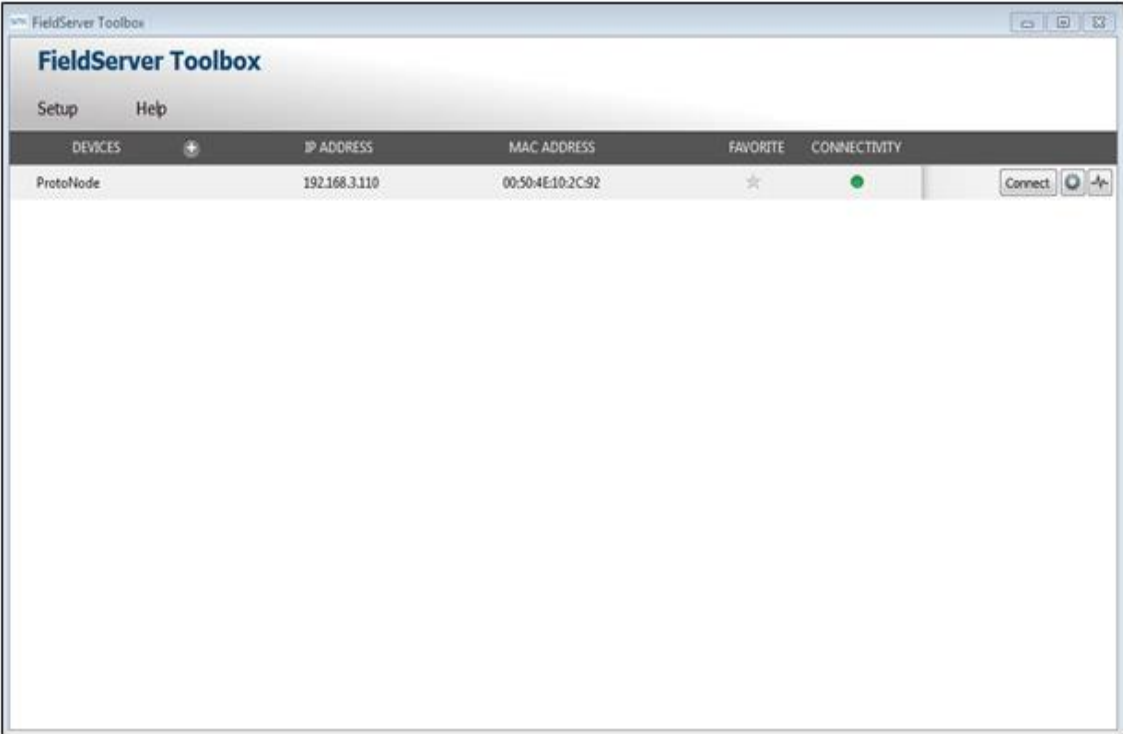 FieldServer Toolbox
FieldServer Toolbox
Setup Help
DEVICES IP ADDRESS MAC ADDRESS FAVORITE CONNECTIVITY
ProtoNode 192.168.3.110 00:50:4E:10:2C:92 Connect